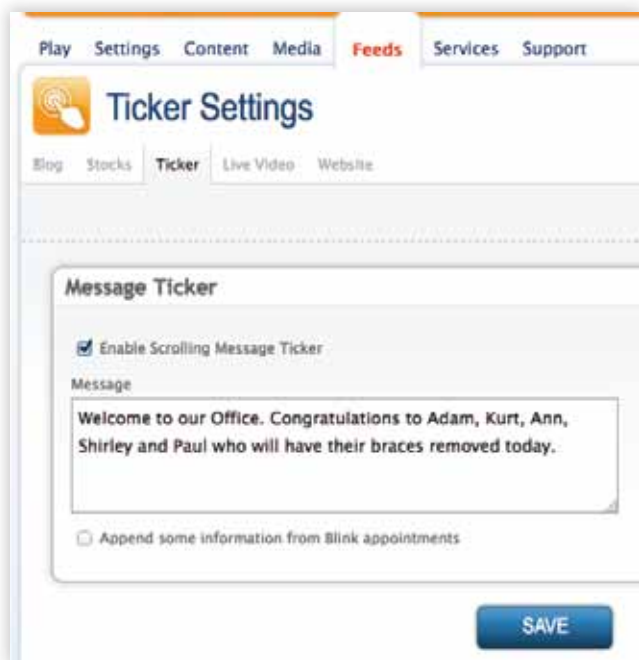 Play Settings Content Media Feeds Services Support
Ticker Settings
Blog Stocks Ticker Live Video Website
Message Ticker
Enable Scrolling Message Ticker
Message
Welcome to our Office. Congratulations to Adam, Kurt, Ann,
Shirley and Paul who will have their braces removed today.
Append some information from Blink appointments
SAVE